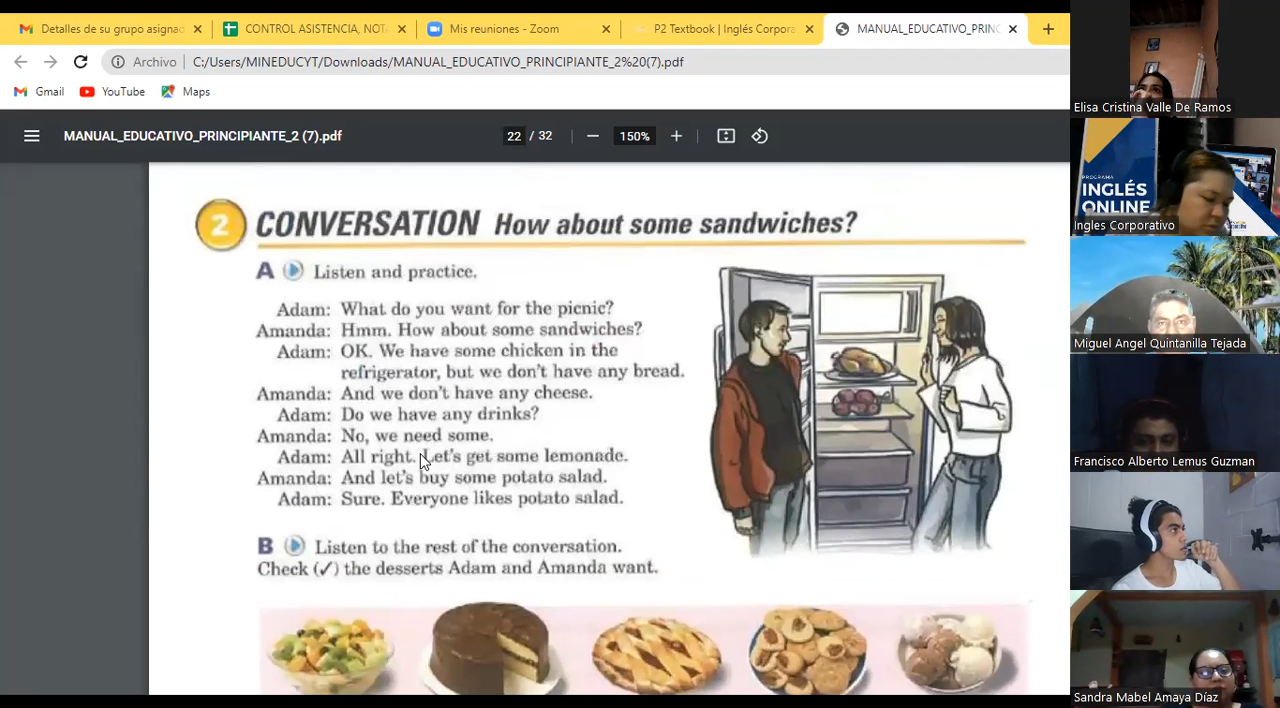 Detalles de su grupo asignad
CONTROL ASISTENCIA, NOT
Mis reuniones - Zoom
P2 Textbook | Inglés Corpora
MANUAL_EDUCATIVO_PRINC
Archivo
C:/Users/MINEDUCYT/Downloads/MANUAL_EDUCATIVO_PRINCIPIANTE_2%20(7).pdf
Gmail
YouTube
Maps
MANUAL_EDUCATIVO_PRINCIPIANTE_2 (7).pdf
22 / 32
150%
2 CONVERSATION How about some sandwiches?
A Listen and practice.
Adam: What do you want for the picnic?
Amanda: Hmm. How about some sandwiches?
Adam: OK. We have some chicken in the
refrigerator, but we don't have any bread.
Amanda: And we don't have any cheese.
Adam: Do we have any drinks?
Amanda: No, we need some.
Adam: All right. Let's get some lemonade.
Amanda: And let's buy some potato salad.
Adam: Sure. Everyone likes potato salad.
B Listen to the rest of the conversation.
Check (✓) the desserts Adam and Amanda want.
Elisa Cristina Valle De Ramos
PROGRAMA
INGLÉS
ONLINE
Ingles Corporativo
Miguel Angel Quintanilla Tejada
Francisco Alberto Lemus Guzman
Sandra Mabel Amaya Díaz